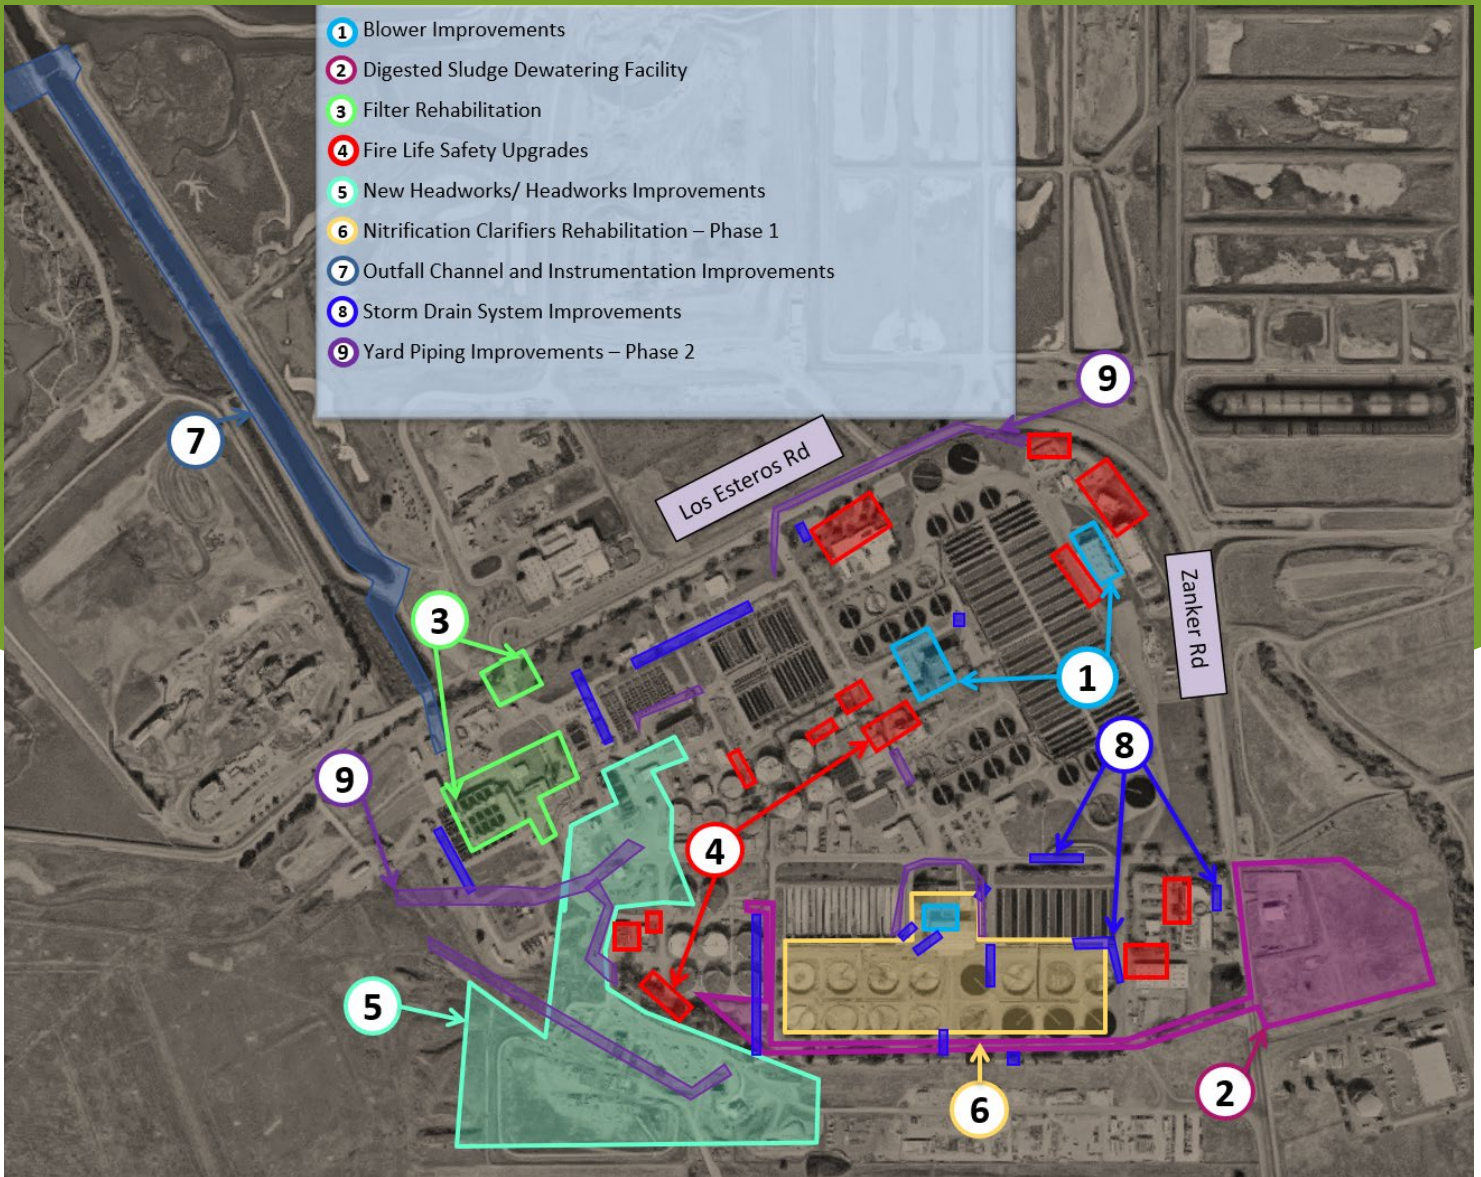 1 Blower Improvements
2 Digested Sludge Dewatering Facility
3 Filter Rehabilitation
4 Fire Life Safety Upgrades
5 New Headworks/ Headworks Improvements
6 Nitrification Clarifiers Rehabilitation – Phase 1
7 Outfall Channel and Instrumentation Improvements
8 Storm Drain System Improvements
9 Yard Piping Improvements – Phase 2
9
7
Los Esteros Rd
Zanker Rd
3
1
8
9
4
5
2
6